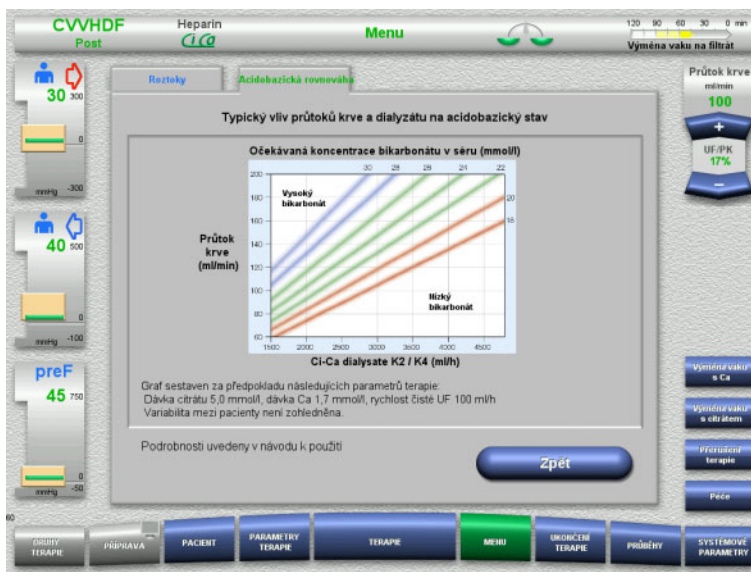 CVVHDF
Post
Heparin
CiCa
Menu
120 90 60 30 0 min
Výměna vaku na filtrát
30
300
0
mmHg -300
40
500
0
mmHg -100
preF
45
750
0
mmHg -50
Roztoky
Acidobazická rovnováha
Typický vliv průtoků krve a dialyzátu na acidobazický stav
Očekávaná koncentrace bikarbonátu v séru (mmol/l)
30 28 26 24 22
200
180
160
140
120
100
80
60
20
Vysoký
bikarbonát
Nízký
bikarbonát
Průtok
krve
(ml/min)
1500 2000 2500 3000 3500 4000 4500
Ci-Ca dialysate K2 / K4 (ml/h)
Graf sestaven za předpokladu následujících parametrů terapie:
Dávka citrátu 5,0 mmol/l, dávka Ca 1,7 mmol/l, rychlost čisté UF 100 ml/h
Variabilita mezi pacienty není zohledněna.
Podrobnosti uvedeny v návodu k použití
Zpět
Průtok krve
ml/min
100
+
UF/PK
17%
−
Výměna vaku
s Ca
Výměna vaku
s citrátem
Přerušení
terapie
Péče
60
DRUHY
TERAPIE
PŘÍPRAVA
PACIENT
PARAMETRY
TERAPIE
TERAPIE
MENU
UKONČENÍ
TERAPIE
PRŮBĚHY
SYSTÉMOVÉ
PARAMETRY